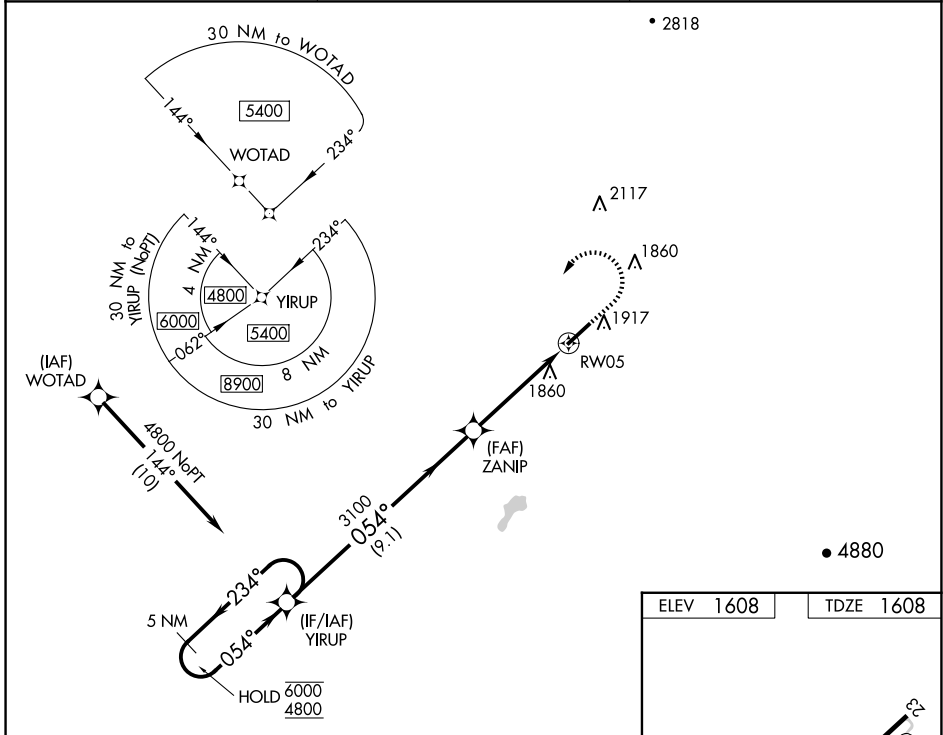 2818
30 NM to WOTAD
5400
144°
234°
WOTAD
2117
30 NM to
YIRUP (NoPT)
144°
234°
4 NM
4800
YIRUP
1860
6000
5400
062°
8 NM
8900
30 NM to YIRUP
1917
RW05
1860
(IAF)
WOTAD
4800 NoPT
144°
(10)
(FAF)
ZANIP
3100
054°
(9.1)
4880
234°
5 NM
054°
(IF/IAF)
YIRUP
HOLD 6000
4800
ELEV 1608
TDZE 1608
23